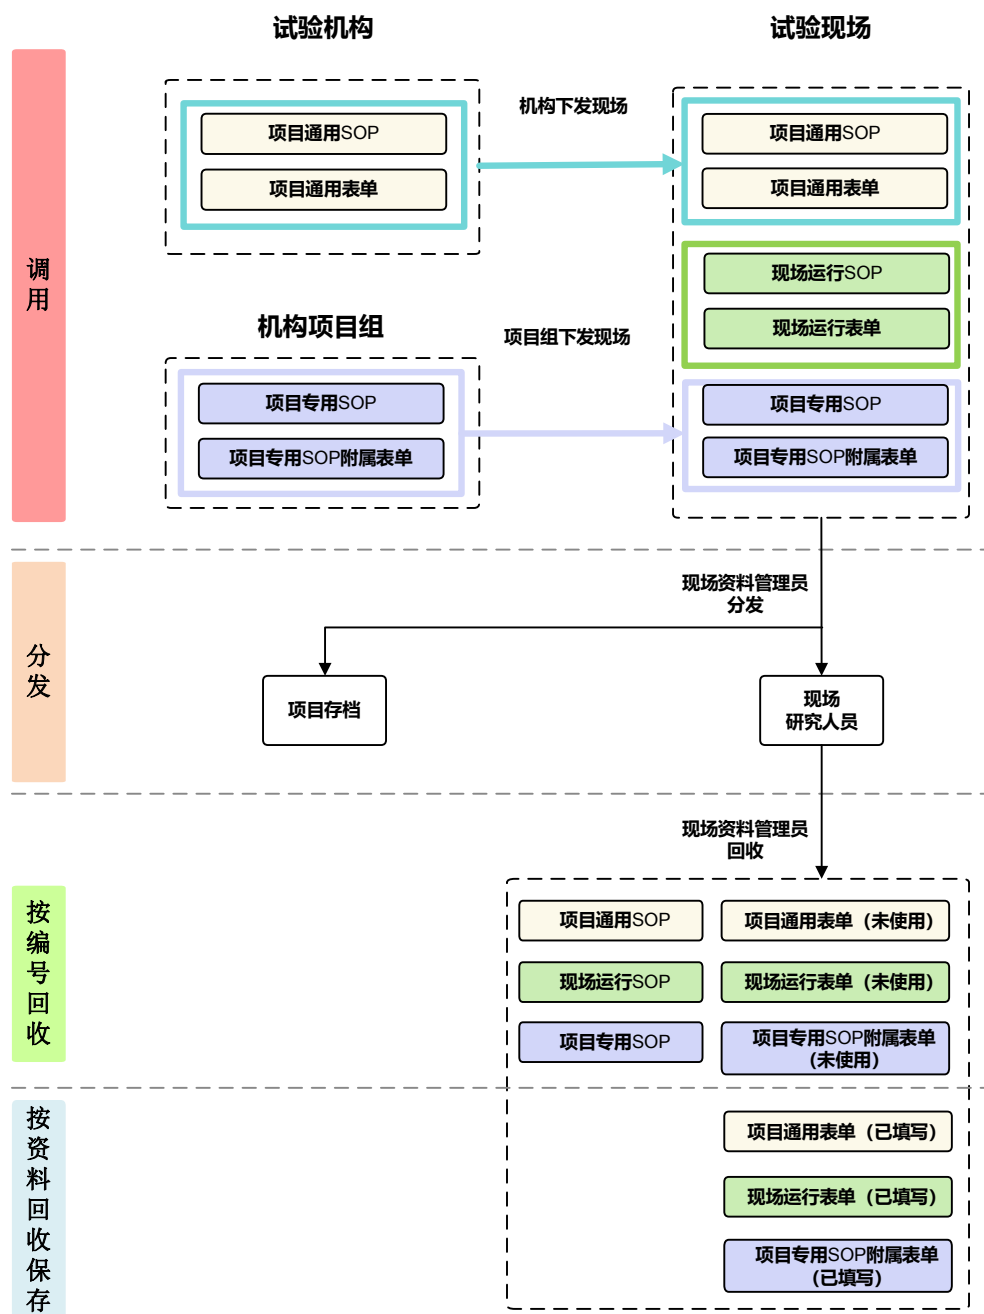 试验机构
试验现场
机构下发现场
项目通用SOP
项目通用表单
项目通用SOP
项目通用表单
调用
现场运行SOP
现场运行表单
机构项目组
项目组下发现场
项目专用SOP
项目专用SOP附属表单
项目专用SOP
项目专用SOP附属表单
现场资料管理员
分发
分发
项目存档
现场
研究人员
现场资料管理员
回收
按编号回收
项目通用SOP
项目通用表单（未使用）
现场运行SOP
现场运行表单（未使用）
项目专用SOP
项目专用SOP附属表单
（未使用）
按资料回收保存
项目通用表单（已填写）
现场运行表单（已填写）
项目专用SOP附属表单
（已填写）